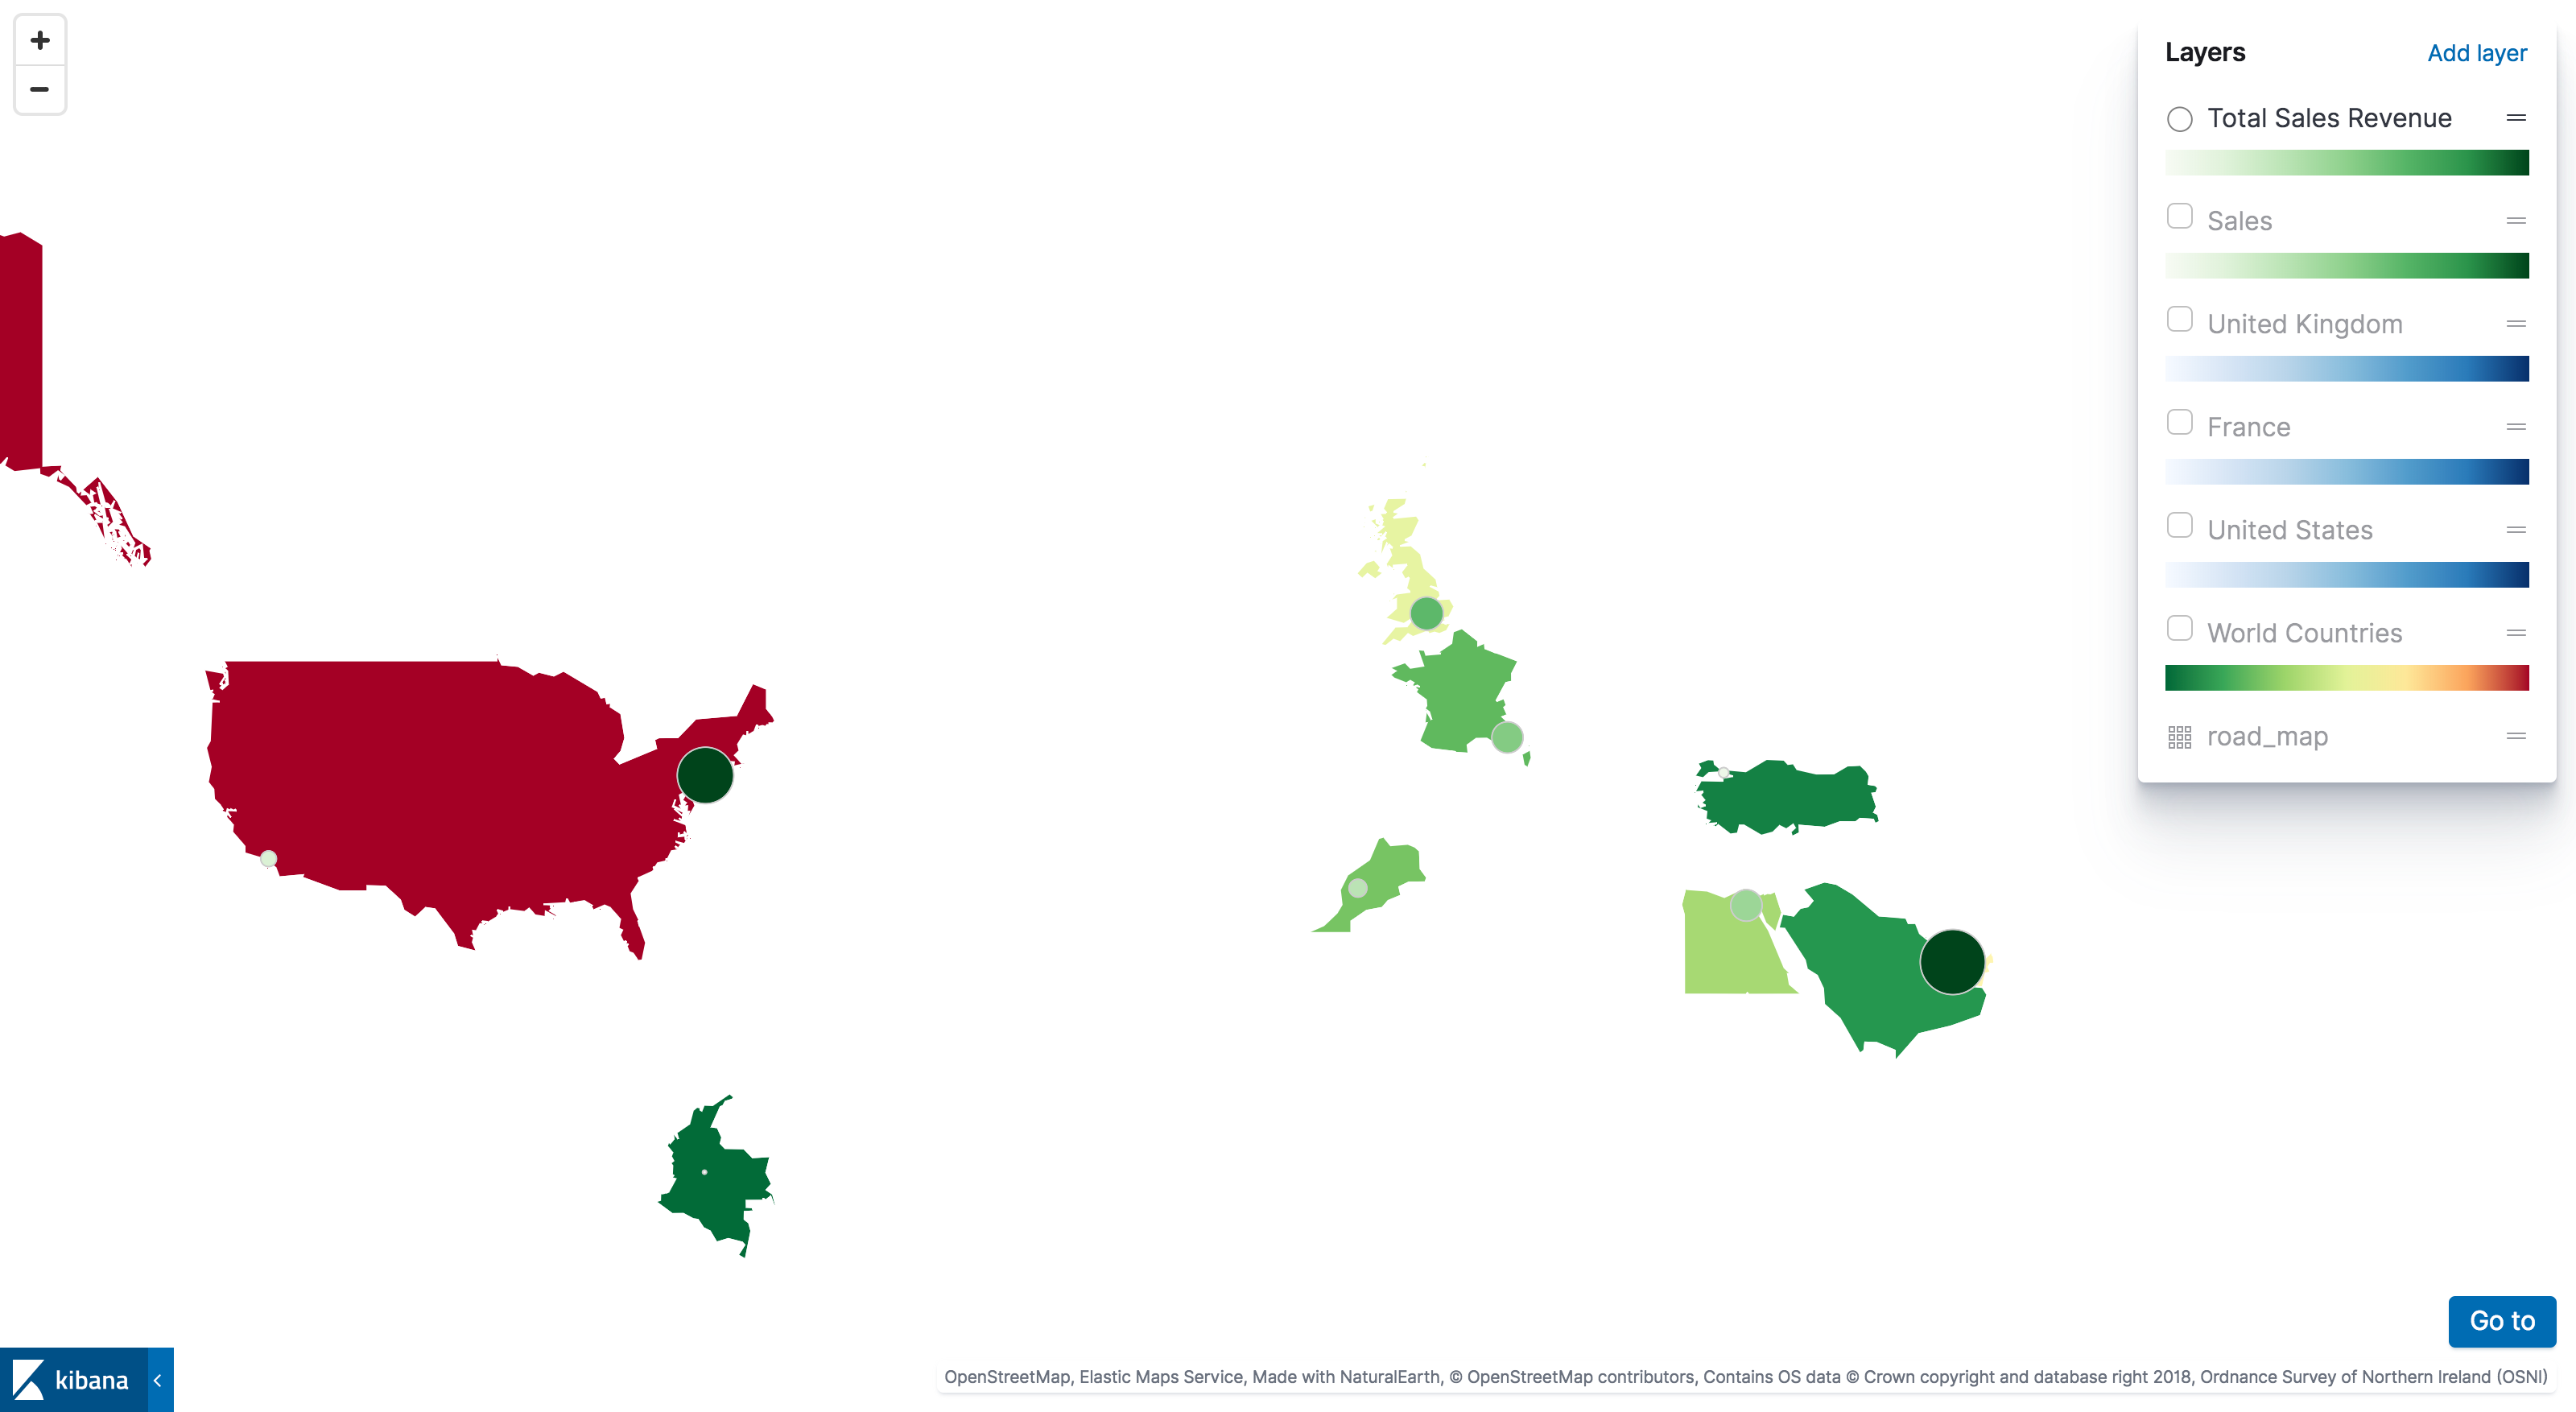 Layers
Add layer
Total Sales Revenue
Sales
United Kingdom
France
United States
World Countries
road_map
Go to
kibana
OpenStreetMap, Elastic Maps Service, Made with NaturalEarth, © OpenStreetMap contributors, Contains OS data © Crown copyright and database right 2018, Ordnance Survey of Northern Ireland (OSNI)